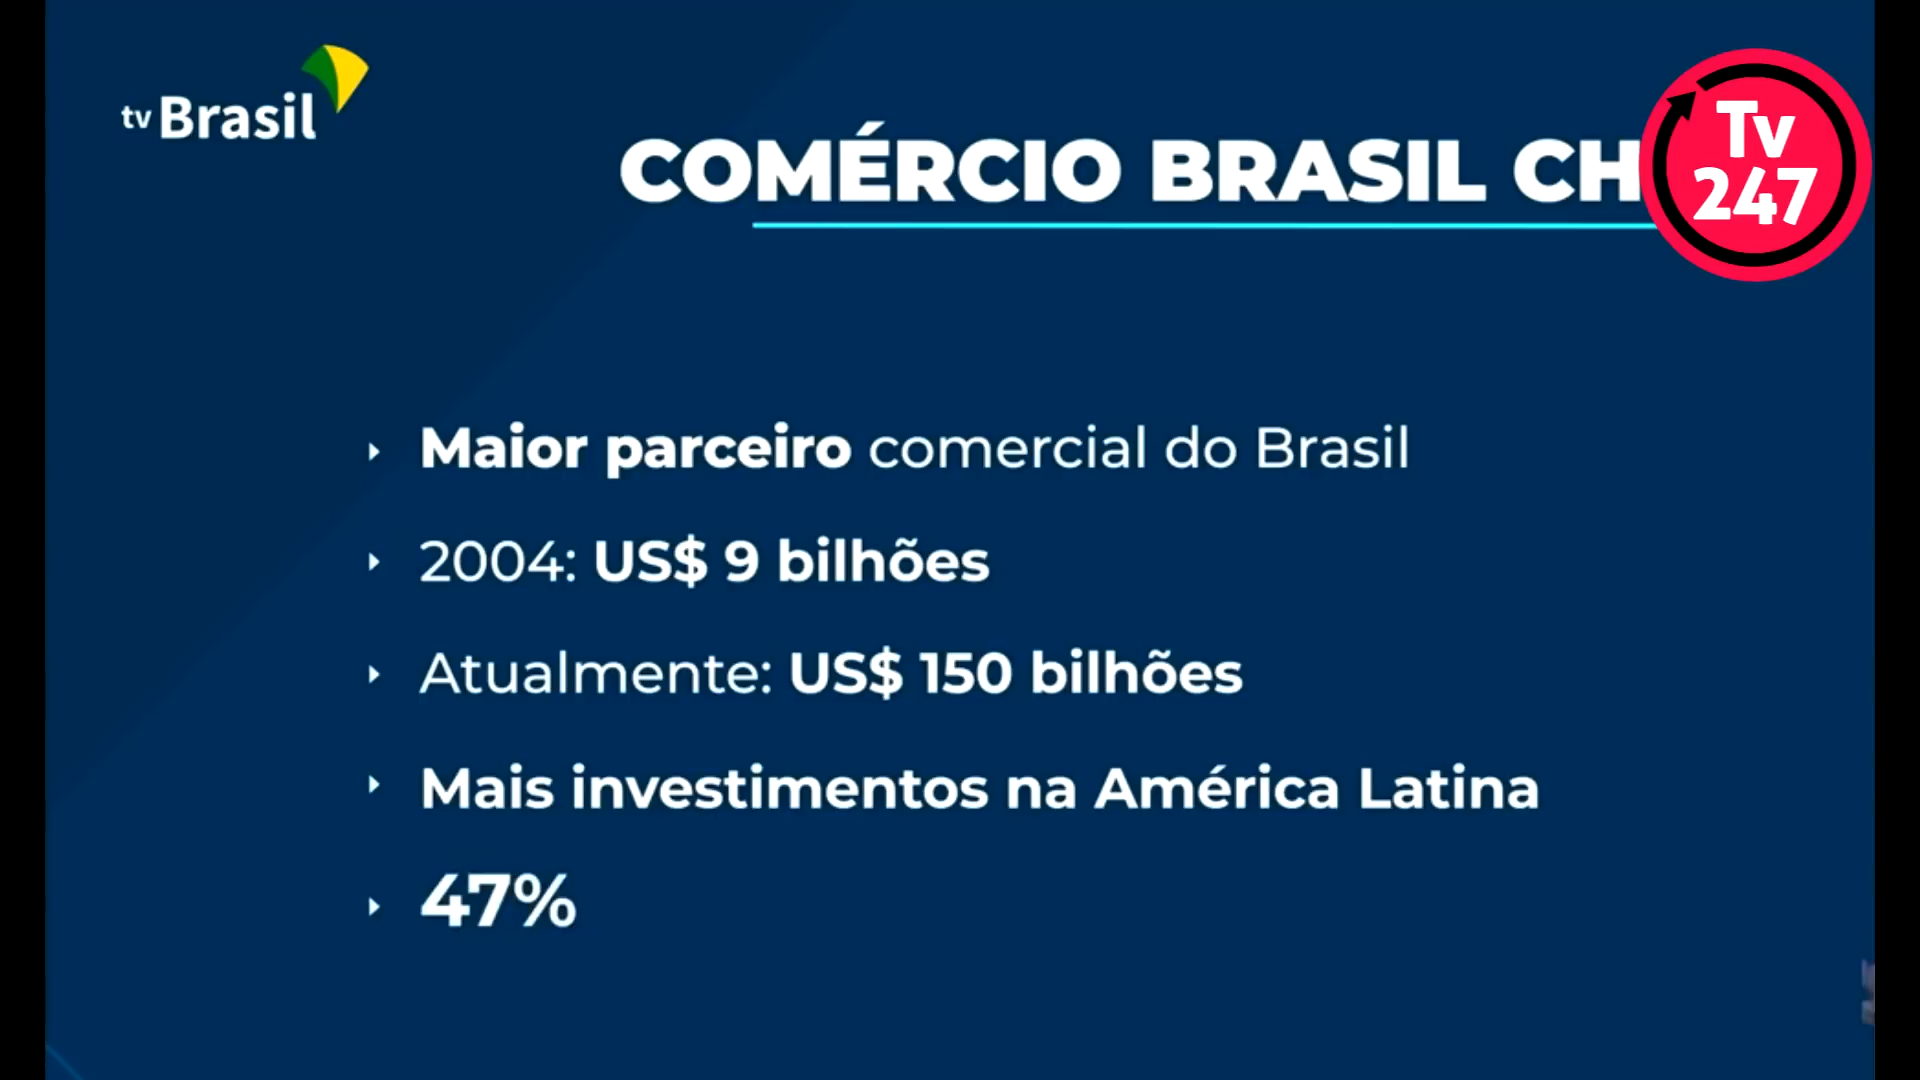 tv Brasil
COMÉRCIO BRASIL CH
Tv
247
Maior parceiro comercial do Brasil
2004: US$ 9 bilhões
Atualmente: US$ 150 bilhões
Mais investimentos na América Latina
47%